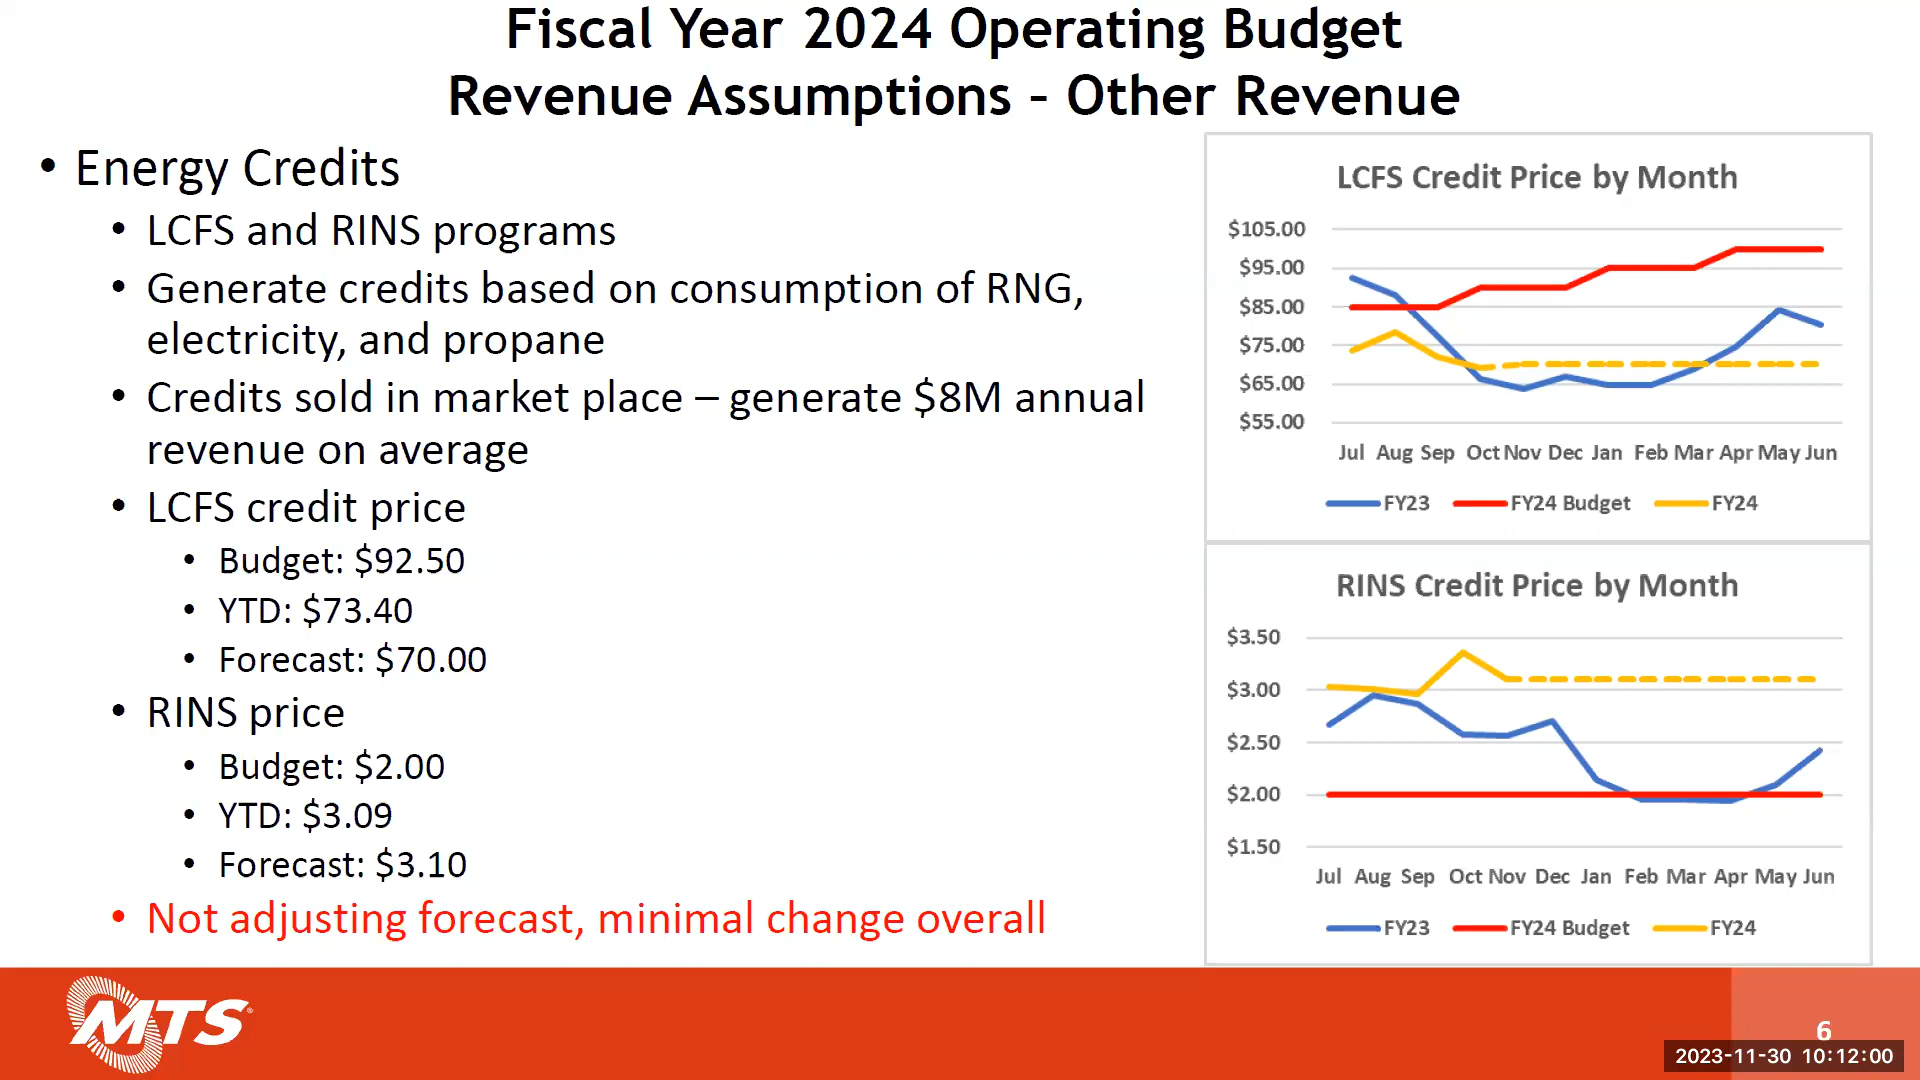 Fiscal Year 2024 Operating Budget
Revenue Assumptions – Other Revenue
• Energy Credits
• LCFS and RINS programs
• Generate credits based on consumption of RNG,
electricity, and propane
• Credits sold in market place – generate $8M annual
revenue on average
• LCFS credit price
• Budget: $92.50
• YTD: $73.40
• Forecast: $70.00
• RINS price
• Budget: $2.00
• YTD: $3.09
• Forecast: $3.10
• Not adjusting forecast, minimal change overall
LCFS Credit Price by Month
$105.00
$95.00
$85.00
$75.00
$65.00
$55.00
Jul Aug Sep Oct Nov Dec Jan Feb Mar Apr May Jun
FY23 FY24 Budget FY24
RINS Credit Price by Month
$3.50
$3.00
$2.50
$2.00
$1.50
Jul Aug Sep Oct Nov Dec Jan Feb Mar Apr May Jun
FY23 FY24 Budget FY24
MTS®
6
2023-11-30 10:12:00